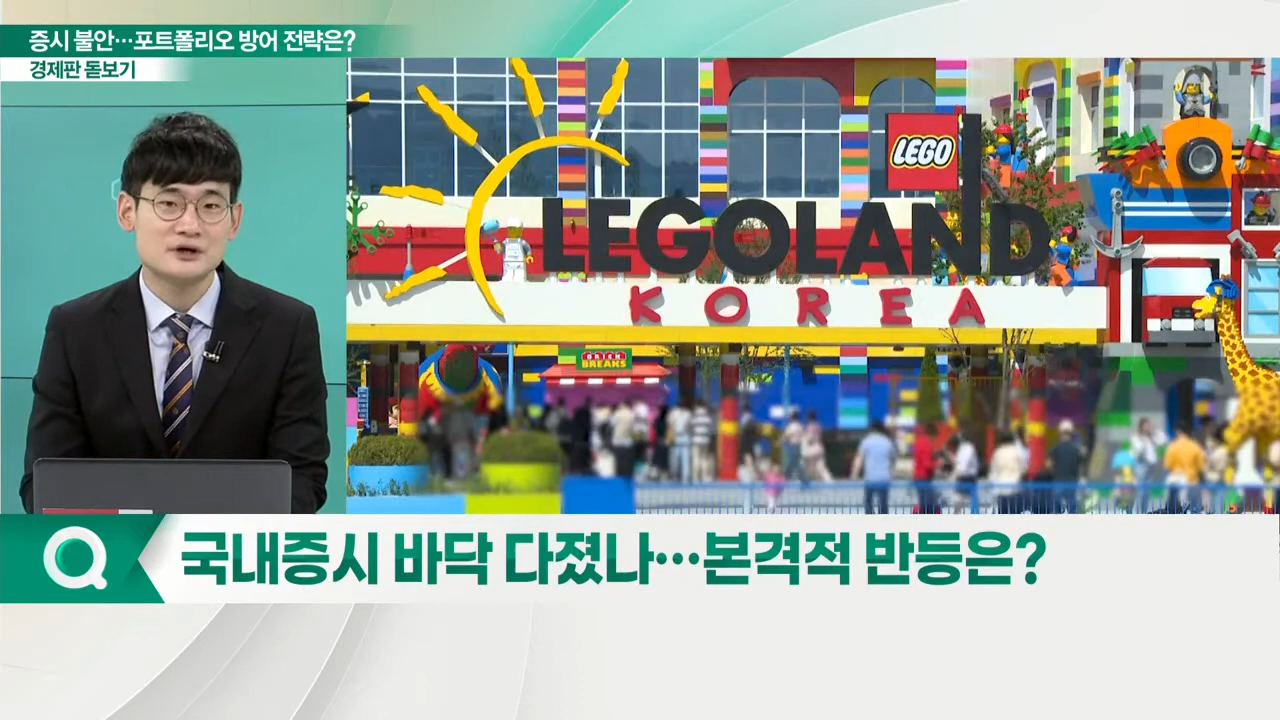 증시 불안…포트폴리오 방어 전략은?
경제판 돋보기
LEGO
LEGOLAND
KOREA
BRICK
BREAKS
국내증시 바닥 다졌나…본격적 반등은?